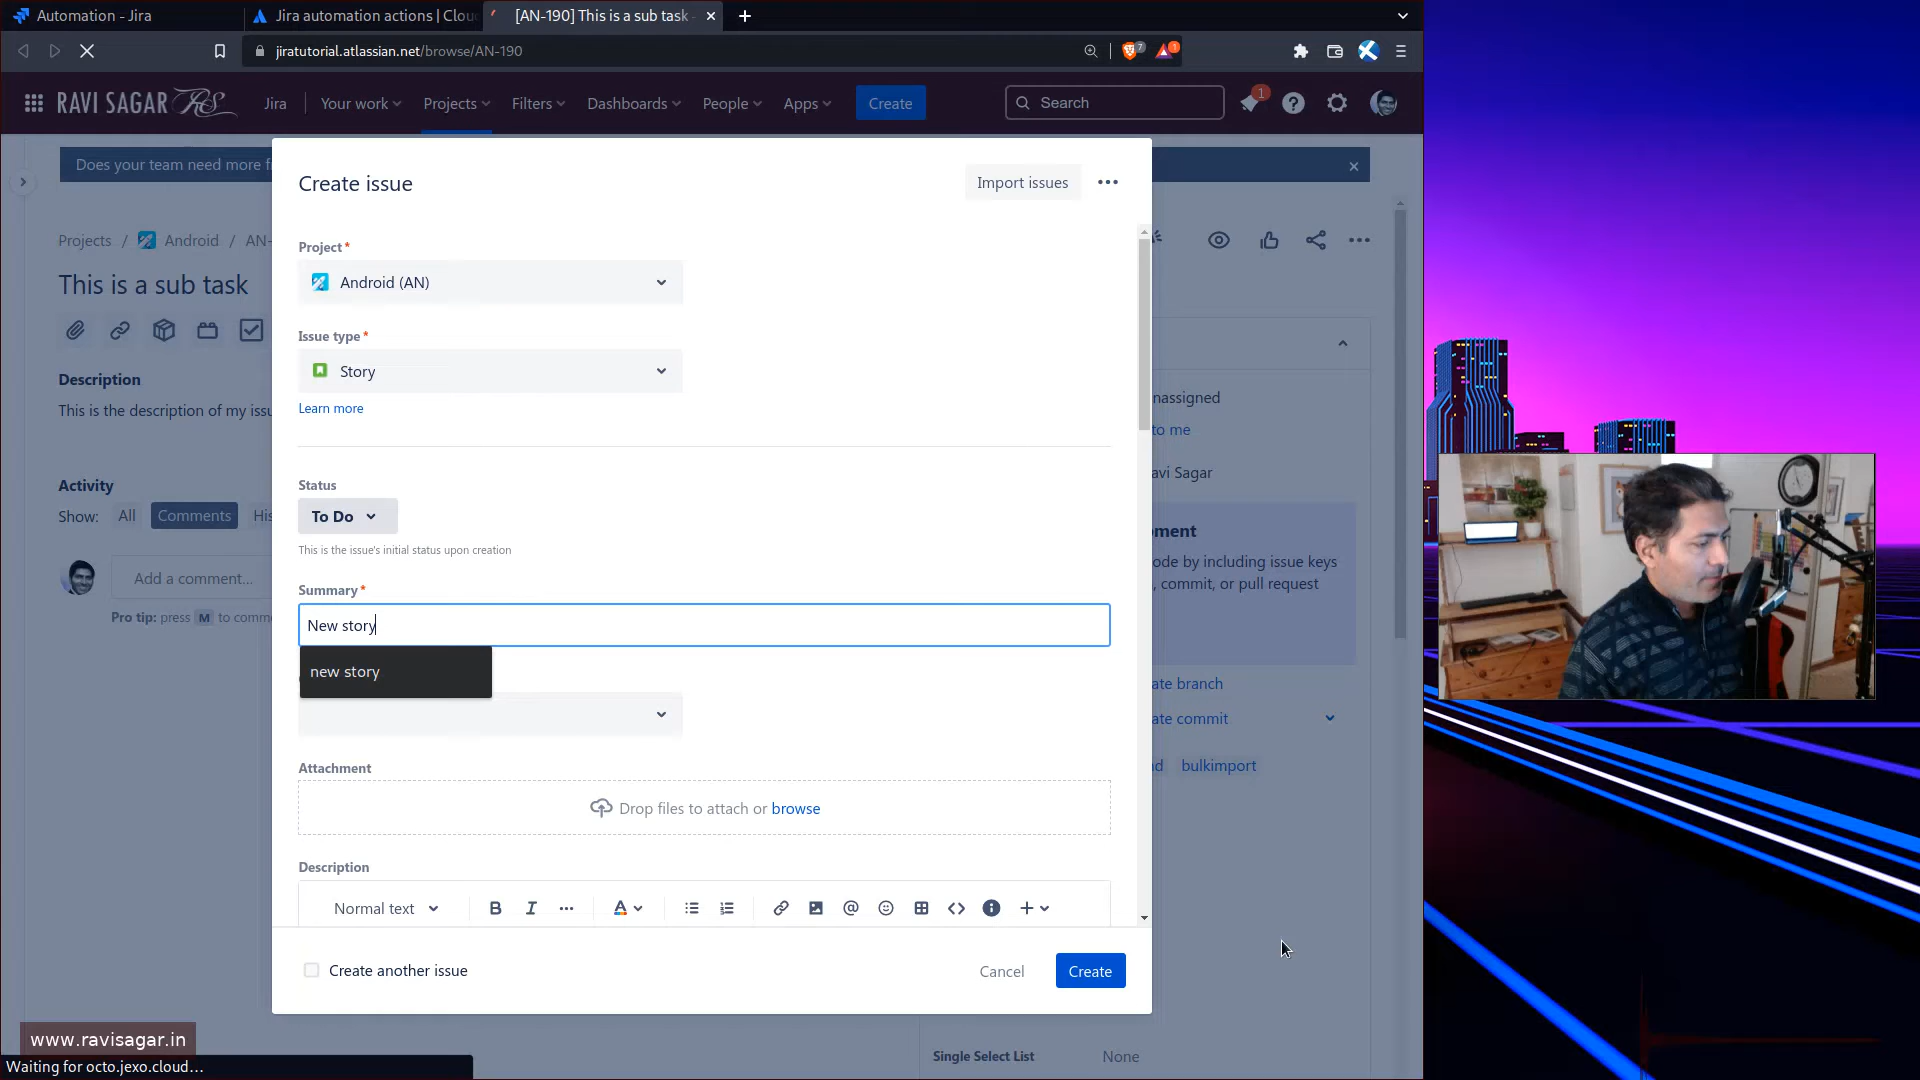 Automation - Jira
Jira automation actions | Clou
[AN-190] This is a sub task -
jiratutorial.atlassian.net/browse/AN-190
7
1
RAVI SAGAR RS
Jira
Your work
Projects
Filters
Dashboards
People
Apps
Create
Search
1
Does your team need more f
Create issue
Import issues
Projects / Android / AN-
This is a sub task
Description
This is the description of my issu
Activity
Show: All Comments His
Add a comment…
Pro tip: press M to comme
Project *
Android (AN)
Issue type *
Story
Learn more
Status
To Do
This is the issue's initial status upon creation
Summary *
New story
new story
Attachment
Drop files to attach or browse
Description
Normal text
B I A
Create another issue
Cancel
Create
nassigned
to me
avi Sagar
ment
ode by including issue keys
, commit, or pull request
ate branch
ate commit
d bulkimport
Single Select List
None
www.ravisagar.in
Waiting for octo.jexo.cloud…